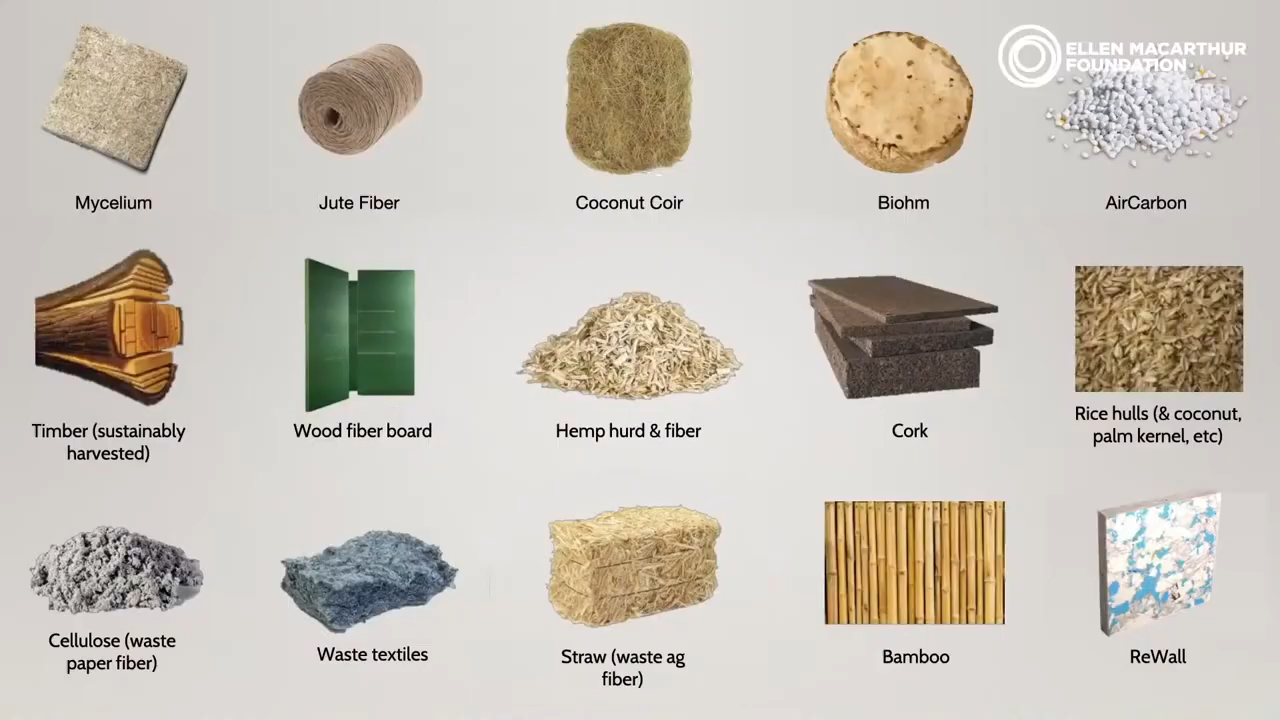 ELLEN MACARTHUR
FOUNDATION
Mycelium
Jute Fiber
Coconut Coir
Biohm
AirCarbon
Timber (sustainably
harvested)
Wood fiber board
Hemp hurd & fiber
Cork
Rice hulls (& coconut,
palm kernel, etc)
Cellulose (waste
paper fiber)
Waste textiles
Straw (waste ag
fiber)
Bamboo
ReWall